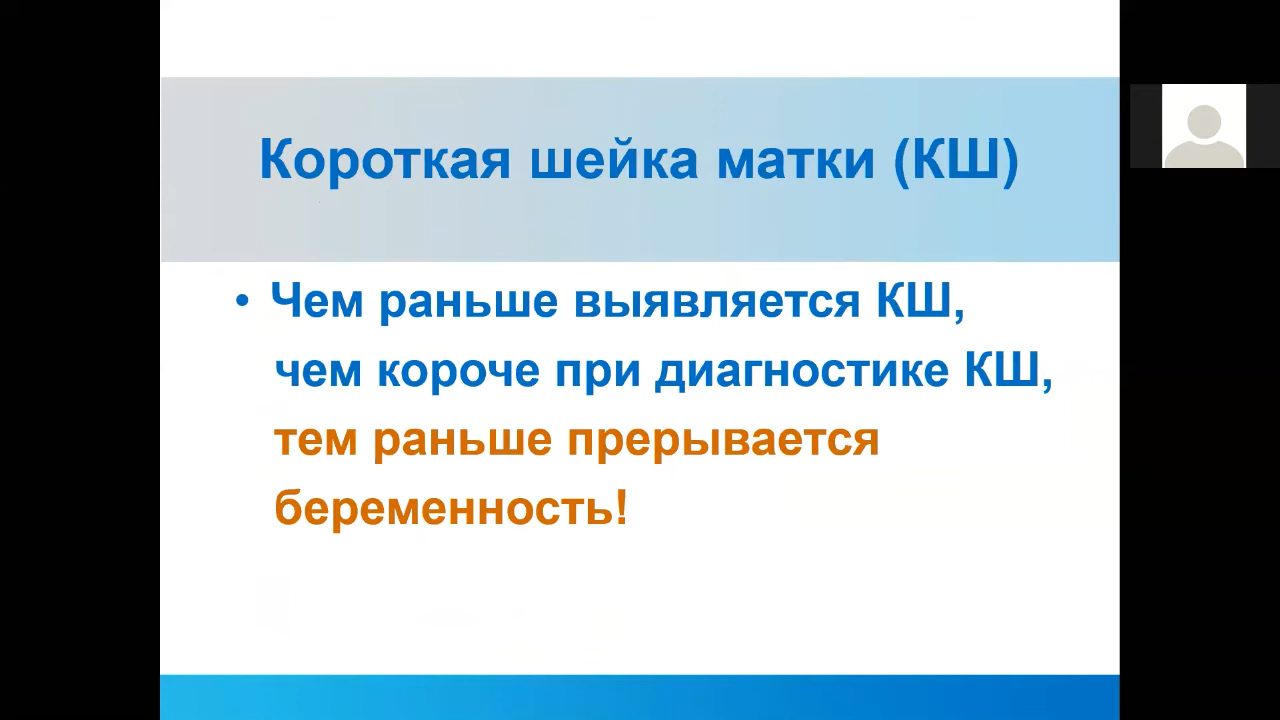 Короткая шейка матки (КШ)
• Чем раньше выявляется КШ,
чем короче при диагностике КШ,
тем раньше прерывается
беременность!